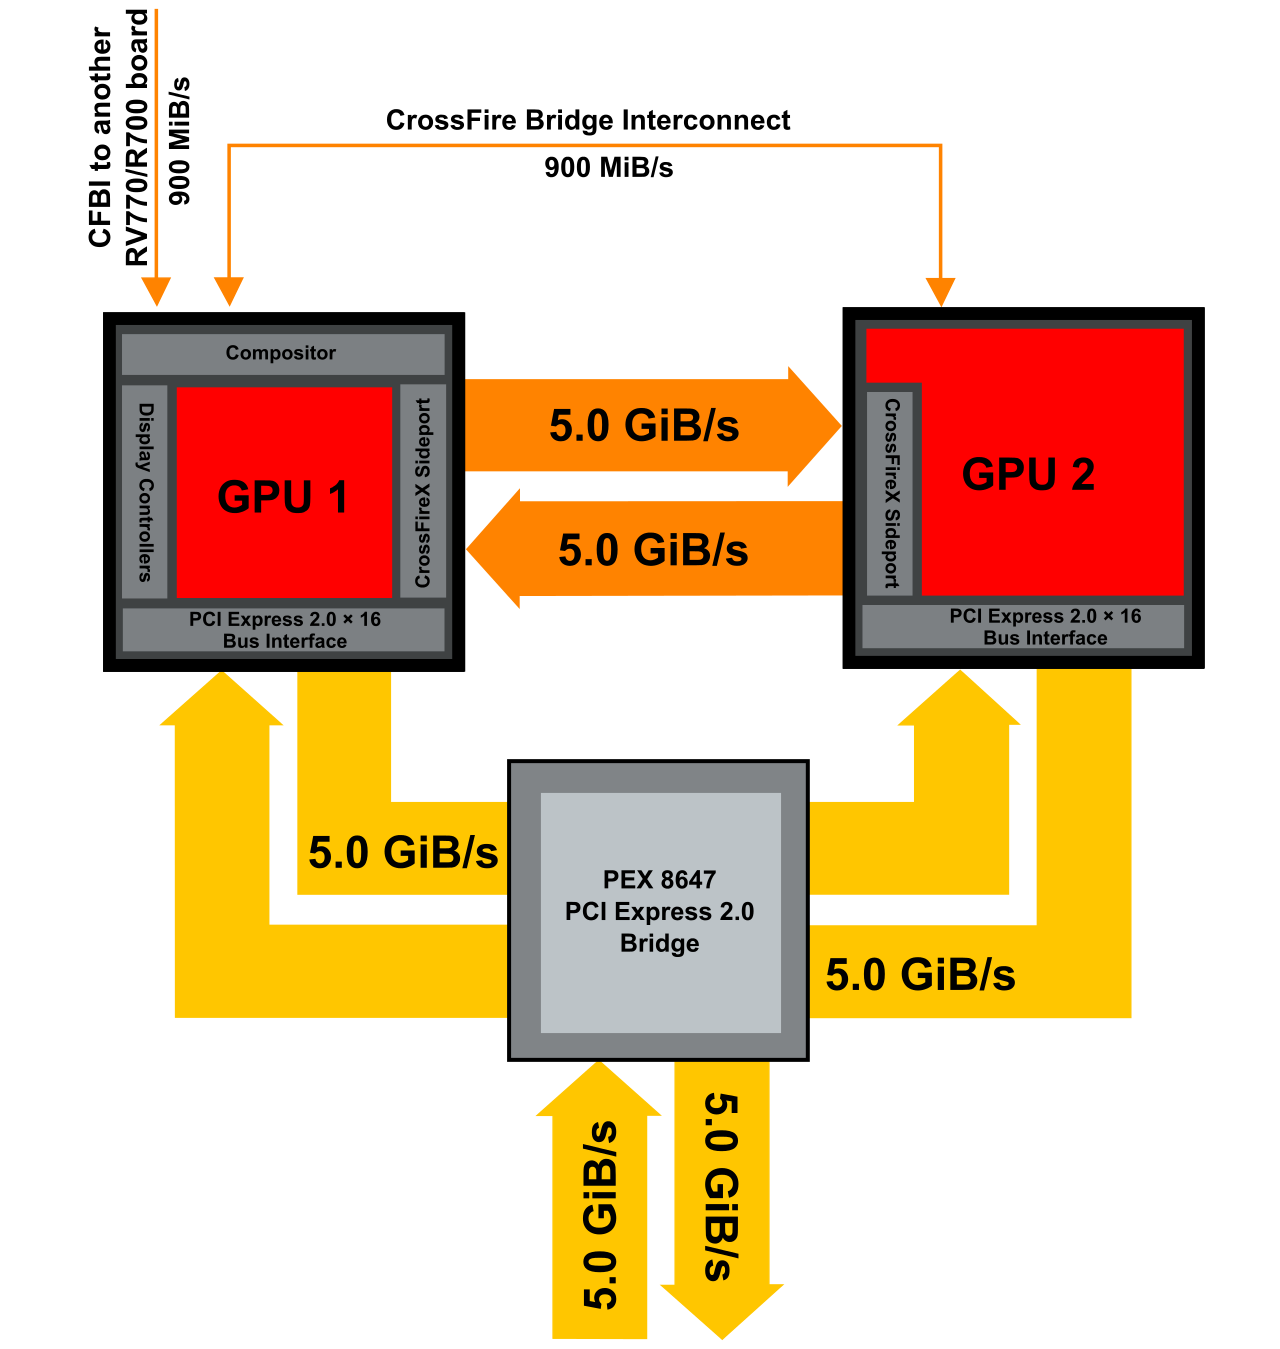 CFBI to another
RV770/R700 board
900 MiB/s
CrossFire Bridge Interconnect
900 MiB/s
Compositor
Display Controllers
GPU 1
CrossFireX Sideport
PCI Express 2.0 × 16
Bus Interface
5.0 GiB/s
5.0 GiB/s
CrossFireX Sideport
GPU 2
PCI Express 2.0 × 16
Bus Interface
5.0 GiB/s
PEX 8647
PCI Express 2.0
Bridge
5.0 GiB/s
5.0 GiB/s
5.0 GiB/s